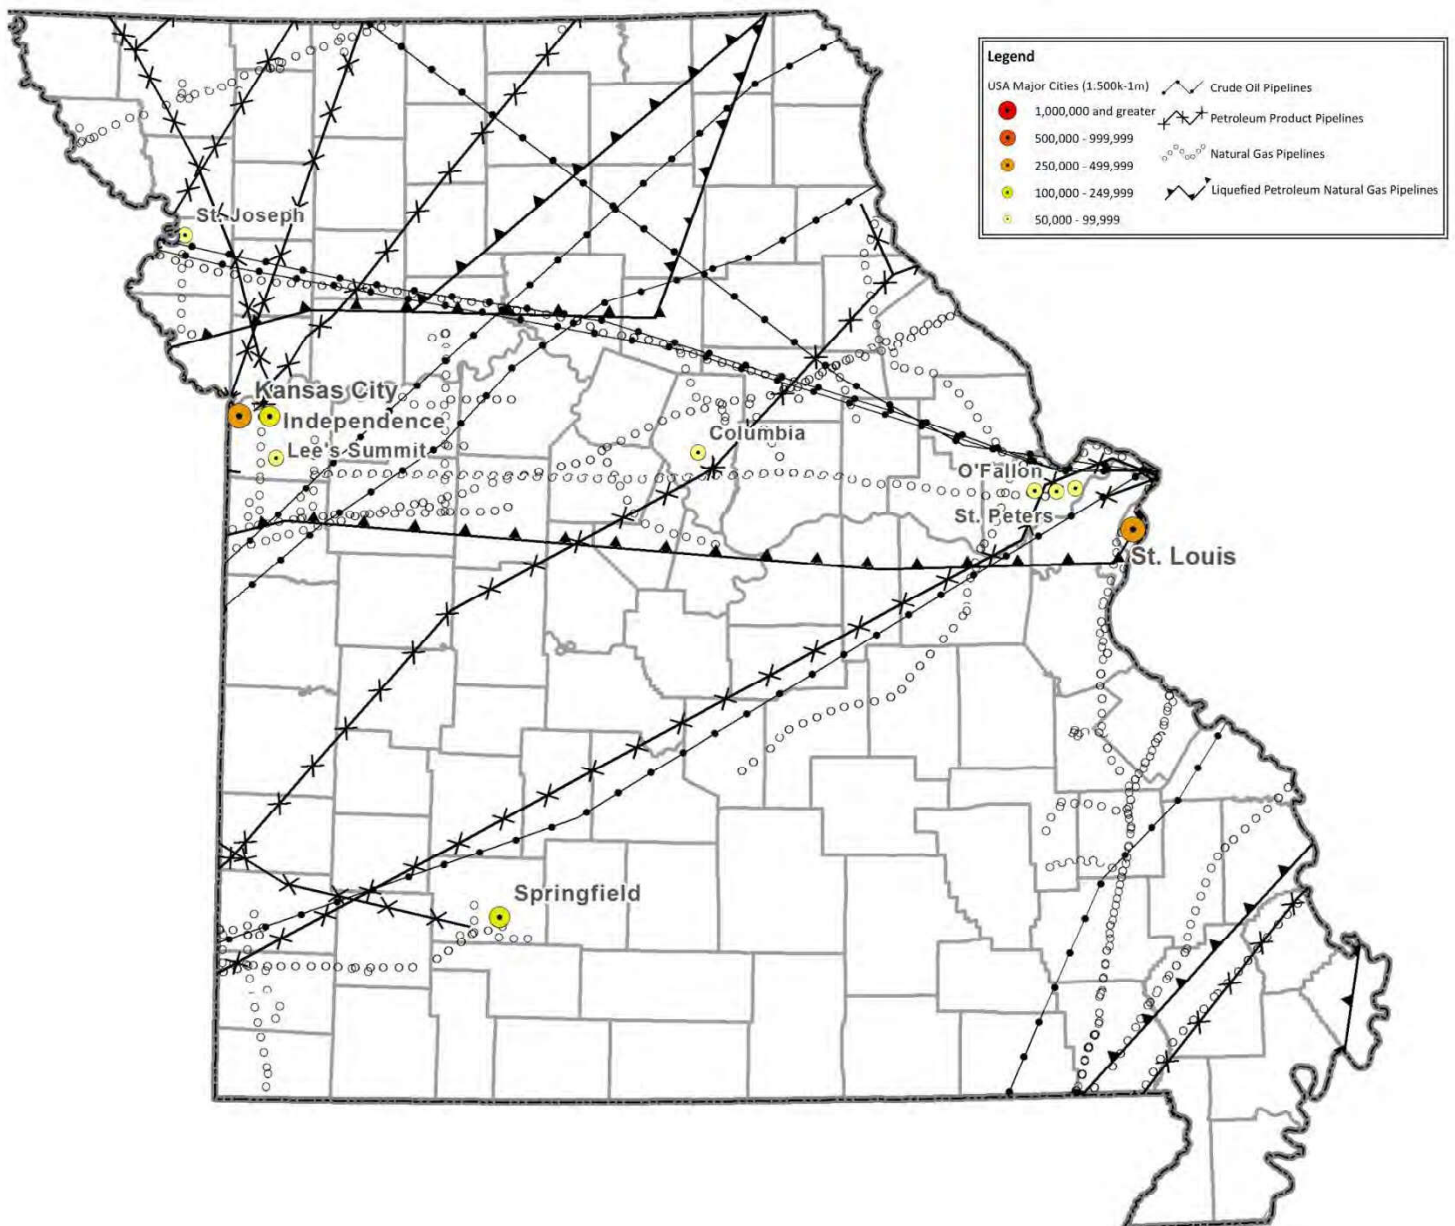 Legend
USA Major Cities (1:500k-1m)
1,000,000 and greater
500,000 - 999,999
250,000 - 499,999
100,000 - 249,999
50,000 - 99,999
Crude Oil Pipelines
Petroleum Product Pipelines
Natural Gas Pipelines
Liquefied Petroleum Natural Gas Pipelines
St. Joseph
Kansas City
Independence
Lee's Summit
Columbia
O'Fallon
St. Peters
St. Louis
Springfield